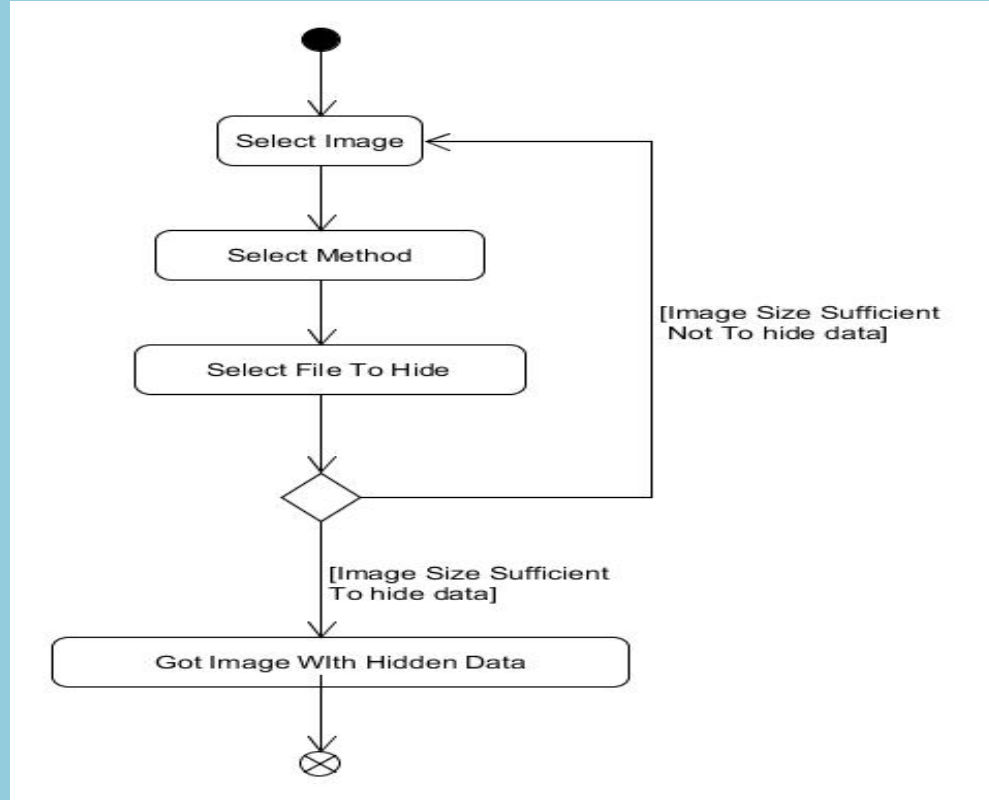 Select Image
Select Method
[Image Size Sufficient
Not To hide data]
Select File To Hide
[Image Size Sufficient
To hide data]
Got Image WIth Hidden Data